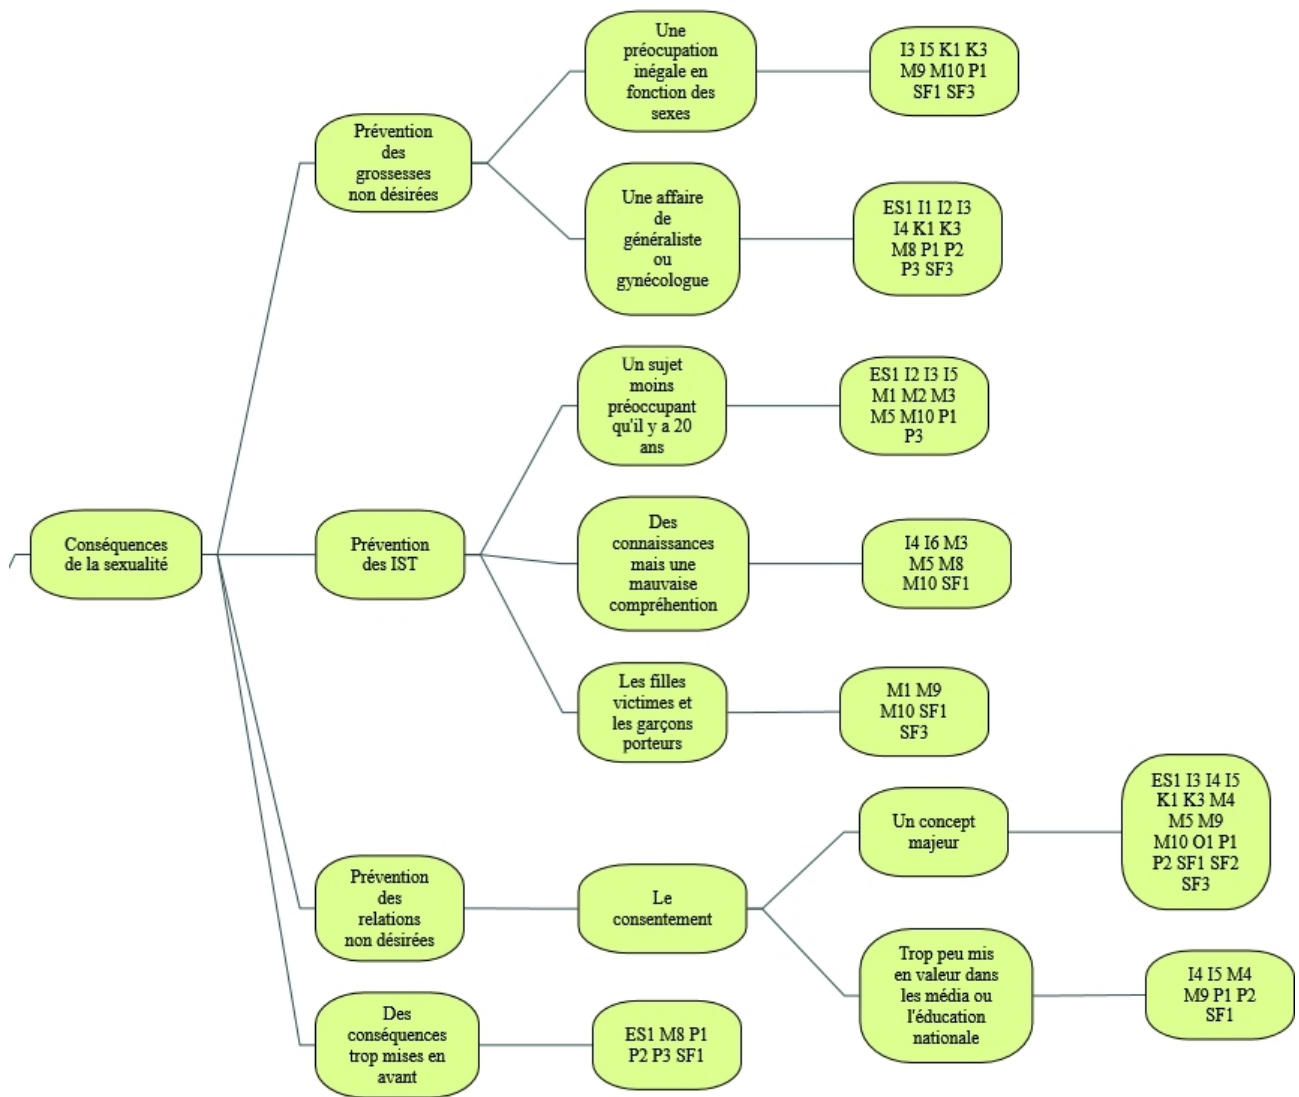 Conséquences
de la sexualité
Prévention
des
grossesses
non désirées
Une
préocupation
inégale en
fonction des
sexes
I3 I5 K1 K3
M9 M10 P1
SF1 SF3
Une affaire
de
généraliste
ou
gynécologue
ES1 I1 I2 I3
I4 K1 K3
M8 P1 P2
P3 SF3
Prévention
des IST
Un sujet
moins
préoccupant
qu'il y a 20
ans
ES1 I2 I3 I5
M1 M2 M3
M5 M10 P1
P3
Des
connaissances
mais une
mauvaise
compréhention
I4 I6 M3
M5 M8
M10 SF1
Les filles
victimes et
les garçons
porteurs
M1 M9
M10 SF1
SF3
Prévention
des
relations
non désirées
Le
consentement
Un concept
majeur
ES1 I3 I4 I5
K1 K3 M4
M5 M9
M10 O1 P1
P2 SF1 SF2
SF3
Trop peu mis
en valeur dans
les média ou
l'éducation
nationale
I4 I5 M4
M9 P1 P2
SF1
Des
conséquences
trop mises en
avant
ES1 M8 P1
P2 P3 SF1